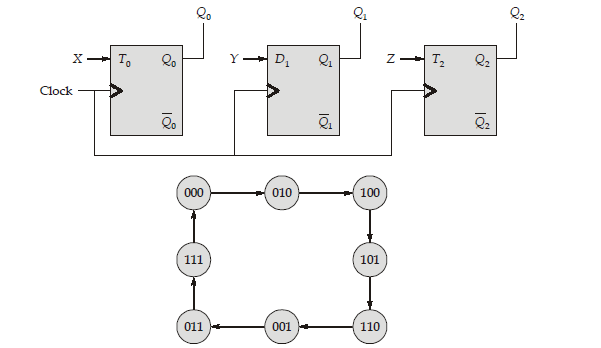 Q₀ Q₁ Q₂
X T₀ Q₀ Y D₁ Q₁ Z T₂ Q₂
Clock
Q̅₀ Q̅₁ Q̅₂
000 010 100
111 101
011 001 110